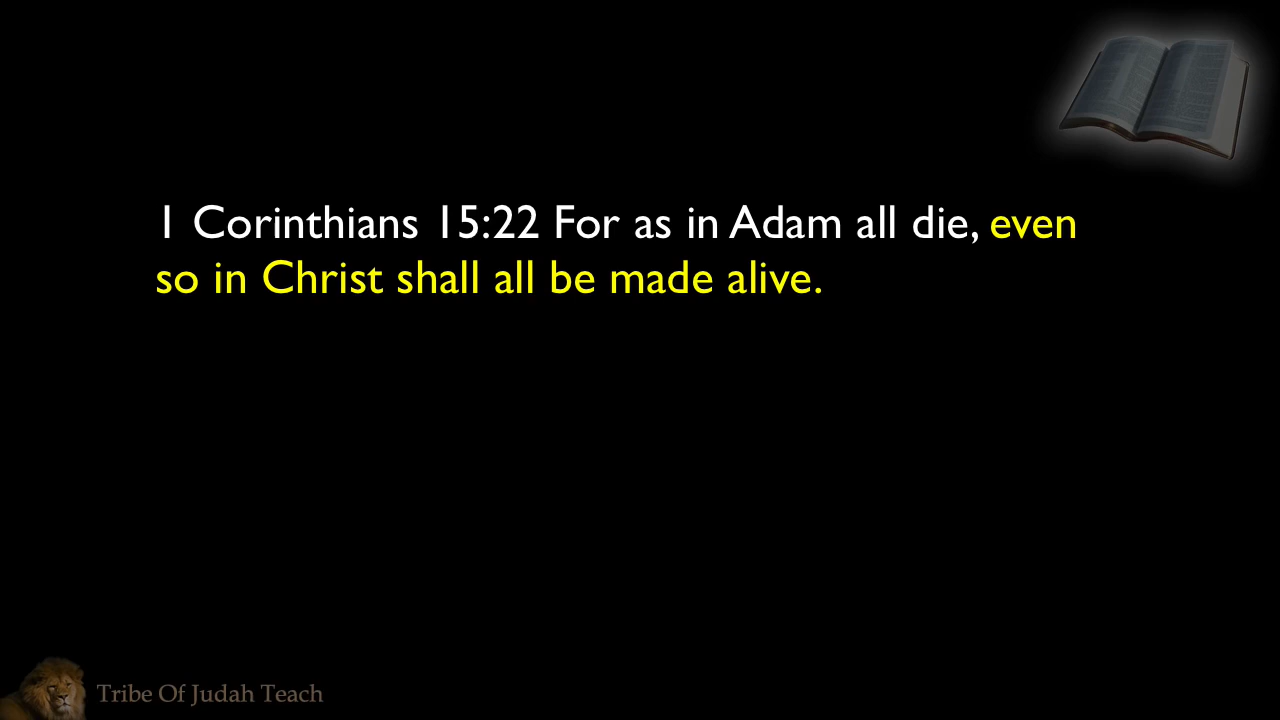 1 Corinthians 15:22 For as in Adam all die, even
so in Christ shall all be made alive.
Tribe Of Judah Teach